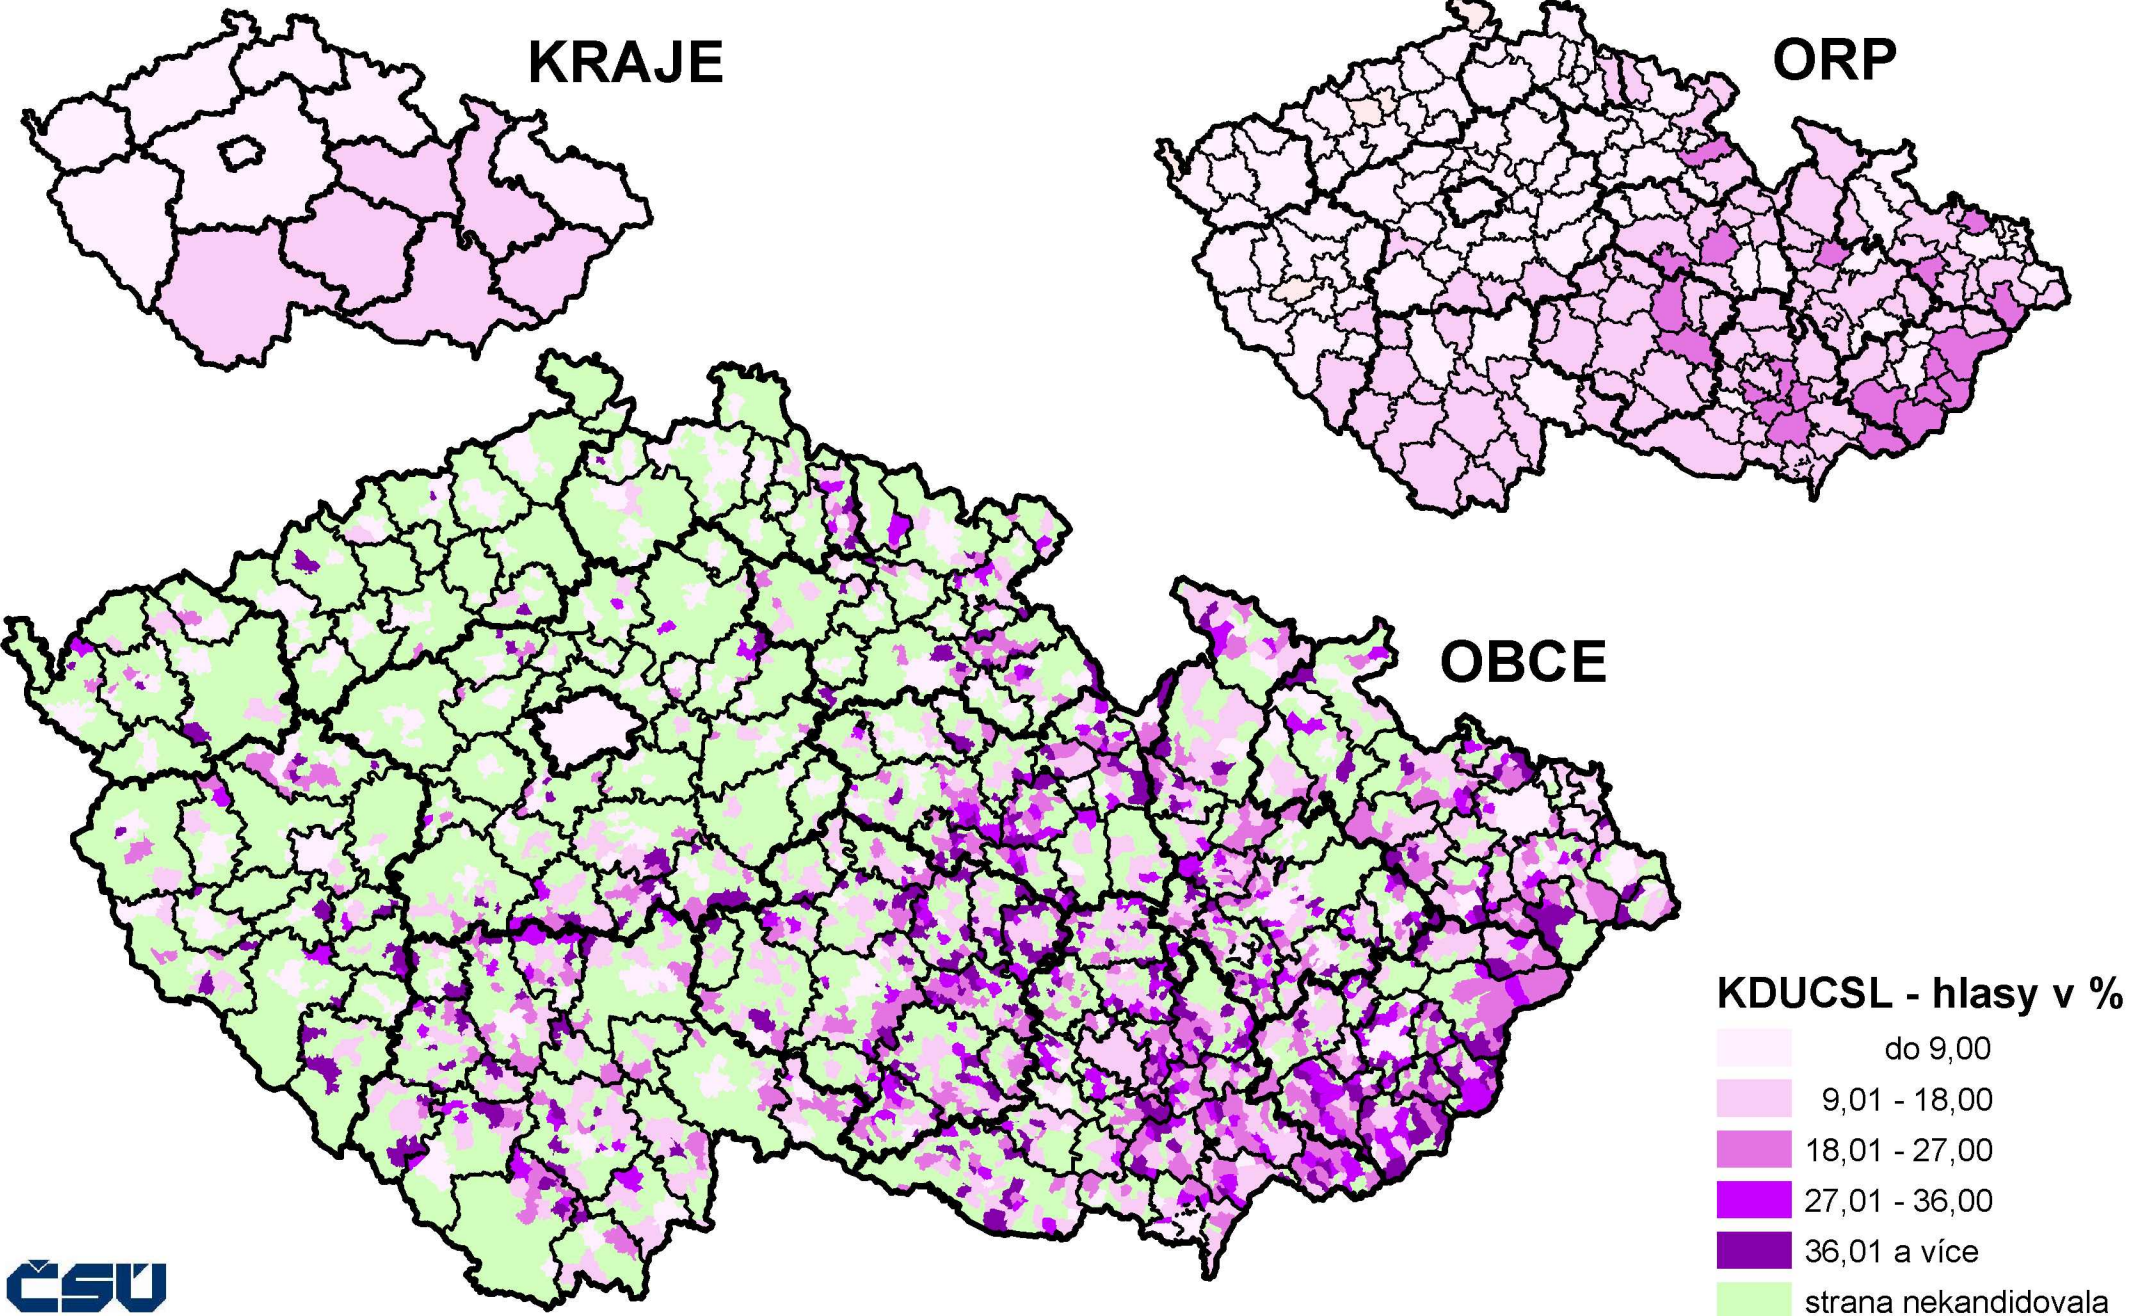 KRAJE
ORP
OBCE
KDUCSL - hlasy v %
do 9,00
9,01 - 18,00
18,01 - 27,00
27,01 - 36,00
36,01 a více
strana nekandidovala
ČSÚ